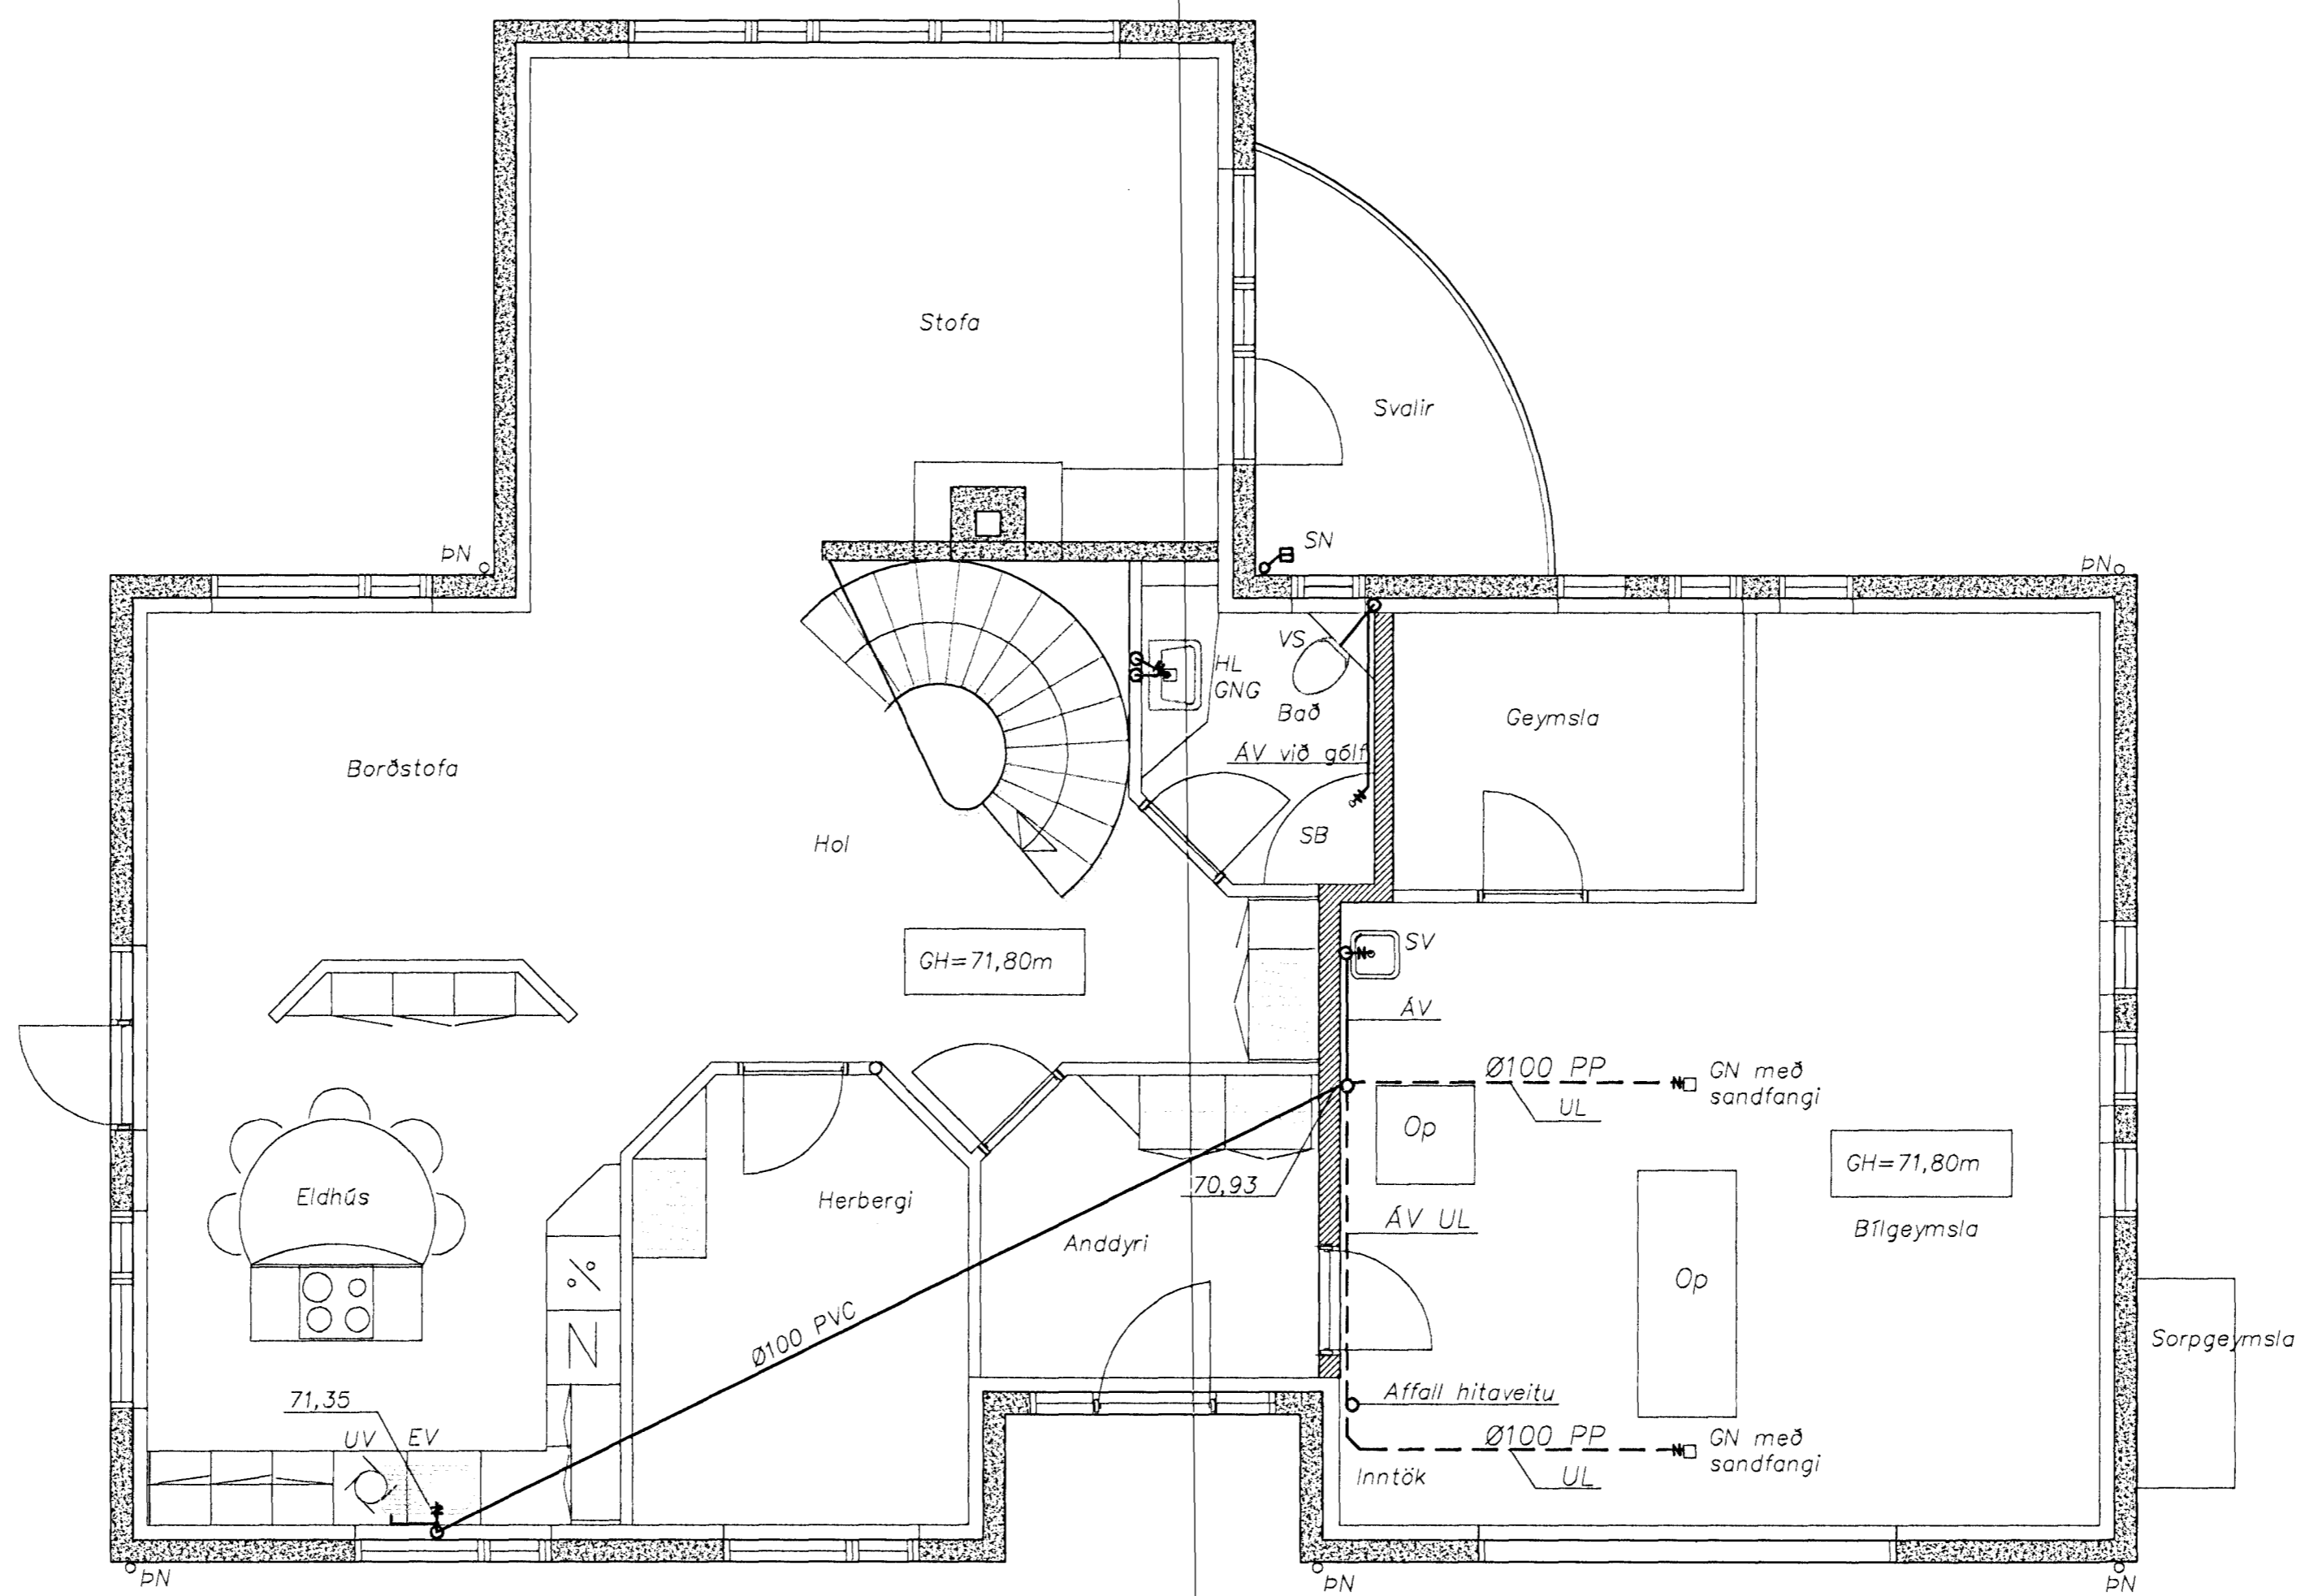 Stofa
Svalir
ÞN
SN
ÞN
VS
HL
GNG
Bað
Geymsla
ÁV við gólf
Borðstofa
Hol
SB
GH=71,80m
SV
ÁV
Ø100 PP
GN með
sandfangi
UL
Op
GH=71,80m
Eldhús
Herbergi
70,93
ÁV UL
Anddyri
Bílgeymsla
Op
%
N
Ø100 PVC
Sorpgeymsla
71,35
Affall hitaveitu
UV
EV
Ø100 PP
GN með
sandfangi
Inntök
UL
ÞN
ÞN
ÞN